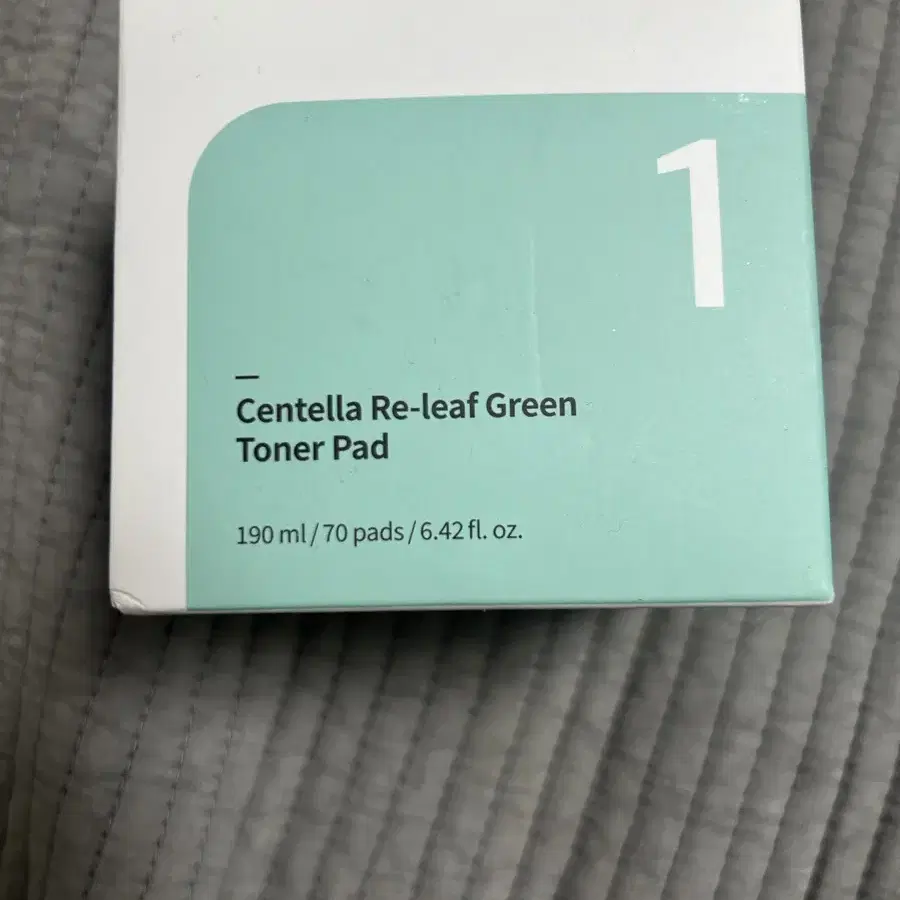 1
Centella Re-leaf Green
Toner Pad
190 ml / 70 pads / 6.42 fl. oz.